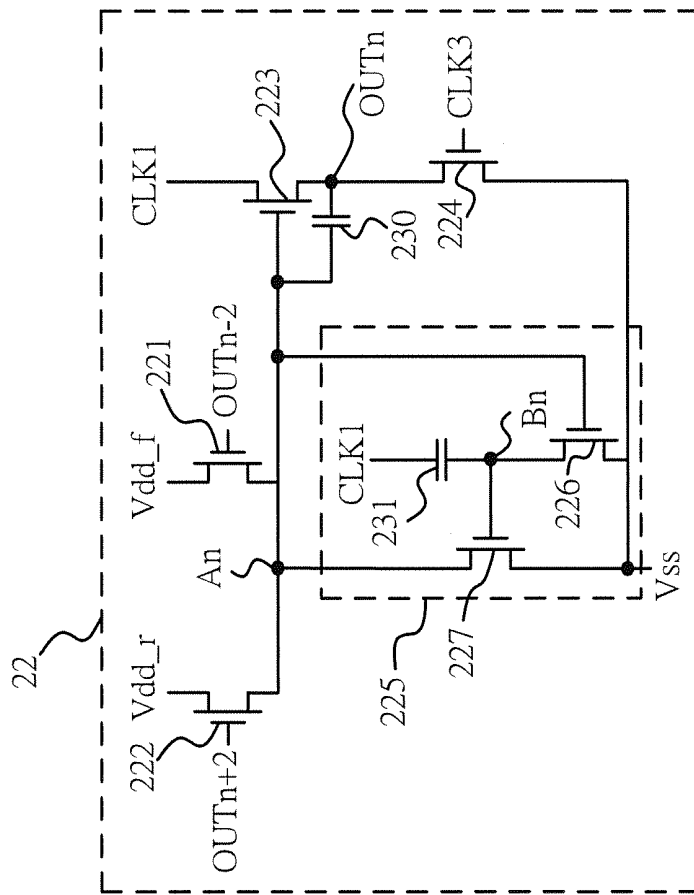 22
Vdd_r
222
OUTn+2
Vdd_f
221
OUTn-2
An
CLK1
223
OUTn
230
CLK3
224
CLK1
231
Bn
225
227
226
Vss